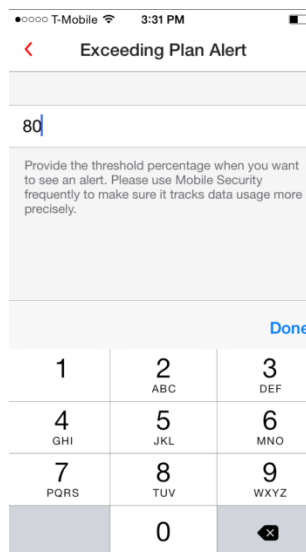 T-Mobile 3:31 PM
Exceeding Plan Alert
80
Provide the threshold percentage when you want
to see an alert. Please use Mobile Security
frequently to make sure it tracks data usage more
precisely.
Done
1 2 3
ABC DEF
4 5 6
GHI JKL MNO
7 8 9
PQRS TUV WXYZ
0